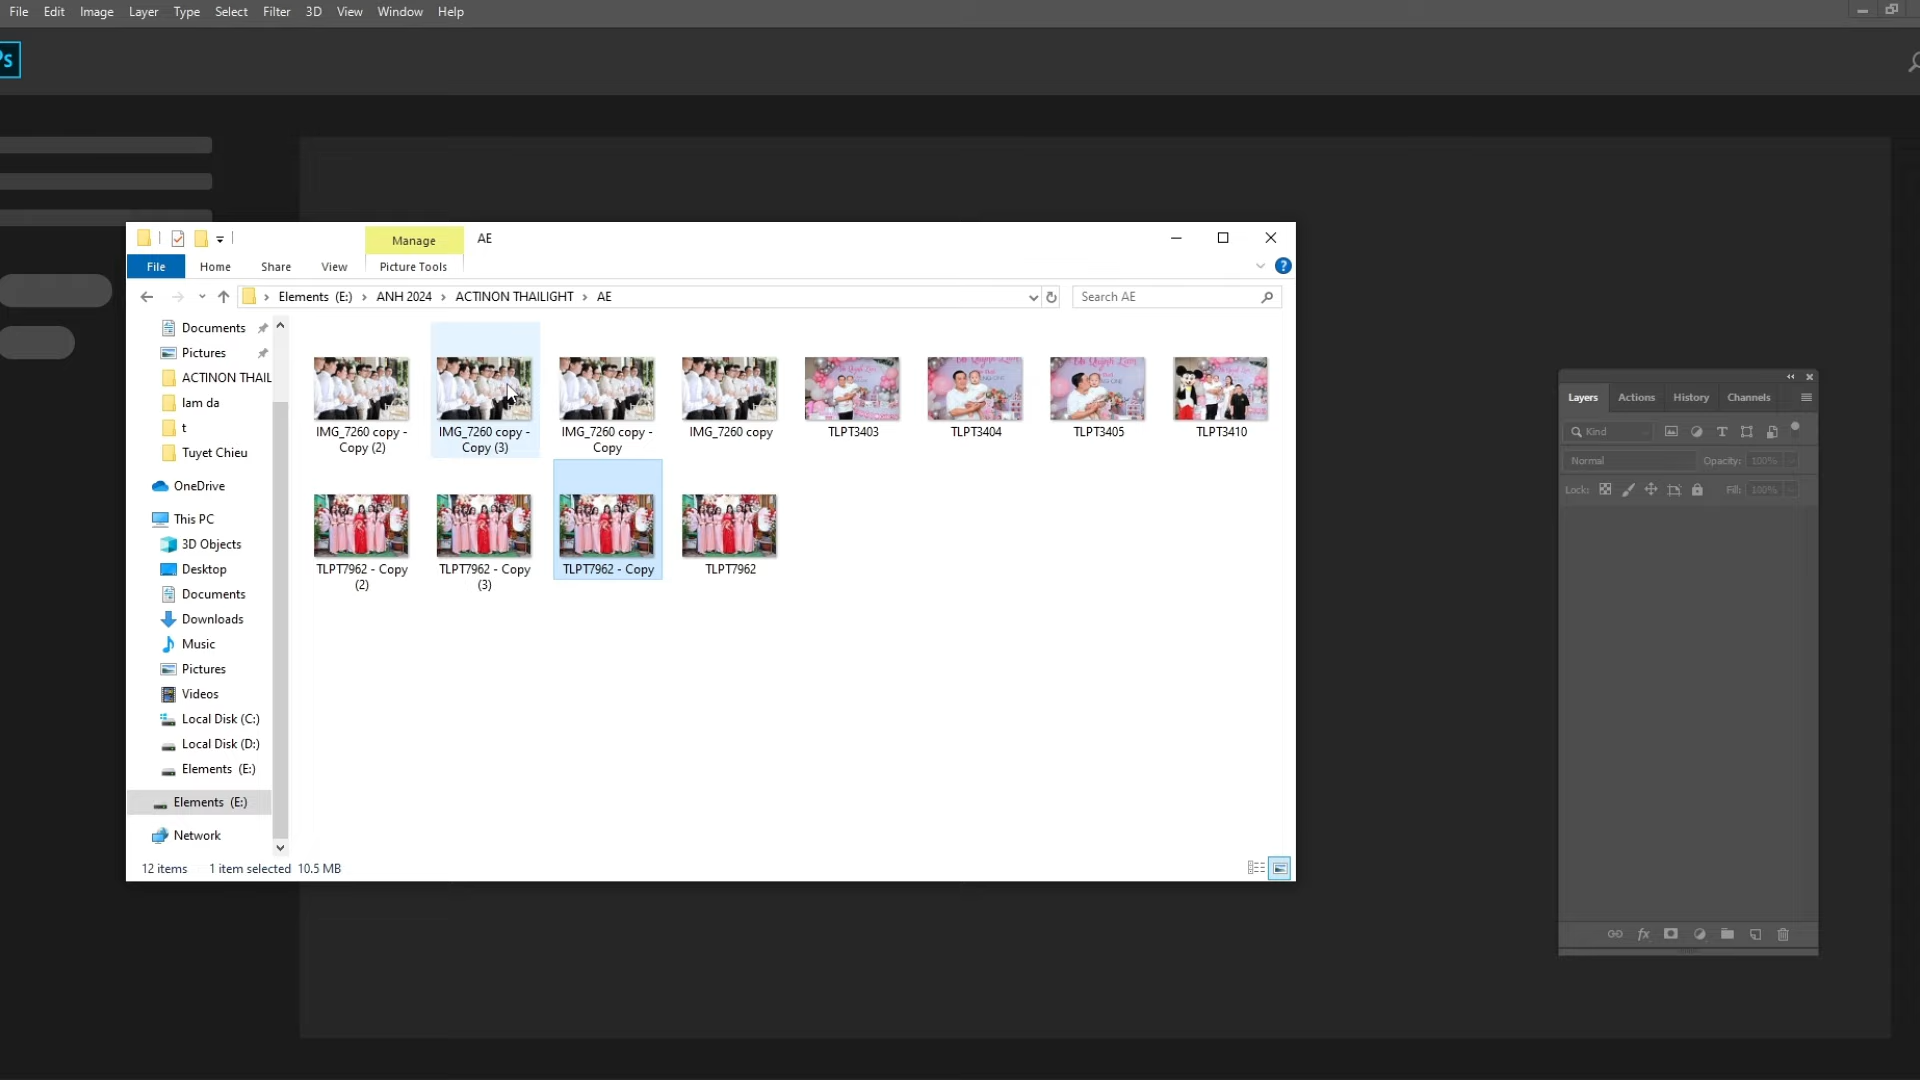 File Edit Image Layer Type Select Filter 3D View Window Help
Manage AE
File Home Share View Picture Tools
Elements (E:) ANH 2024 ACTINON THAILIGHT AE Search AE
Documents
Pictures
ACTINON THAIL
lam da
t
Tuyet Chieu
OneDrive
This PC
3D Objects
Desktop
Documents
Downloads
Music
Pictures
Videos
Local Disk (C:)
Local Disk (D:)
Elements (E:)
Elements (E:)
Network
IMG_7260 copy - Copy (2)
IMG_7260 copy - Copy (3)
IMG_7260 copy - Copy
IMG_7260 copy
TLPT3403
TLPT3404
TLPT3405
TLPT3410
TLPT7962 - Copy (2)
TLPT7962 - Copy (3)
TLPT7962 - Copy
TLPT7962
12 items 1 item selected 10.5 MB
Layers Actions History Channels
Kind
Normal Opacity: 100%
Lock: Fill: 100%
fx